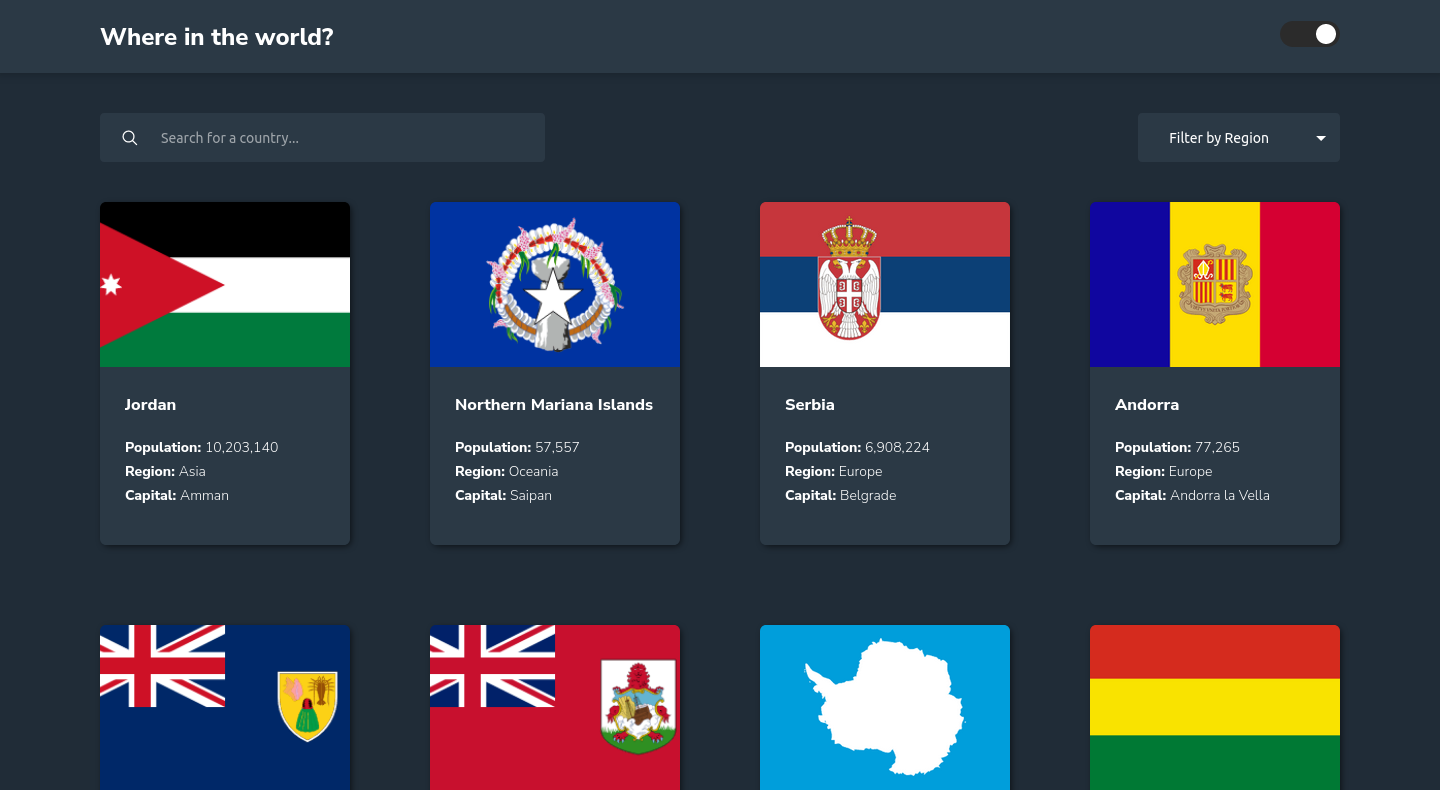 Where in the world?
Search for a country...
Filter by Region
Jordan
Population: 10,203,140
Region: Asia
Capital: Amman
Northern Mariana Islands
Population: 57,557
Region: Oceania
Capital: Saipan
Serbia
Population: 6,908,224
Region: Europe
Capital: Belgrade
Andorra
Population: 77,265
Region: Europe
Capital: Andorra la Vella